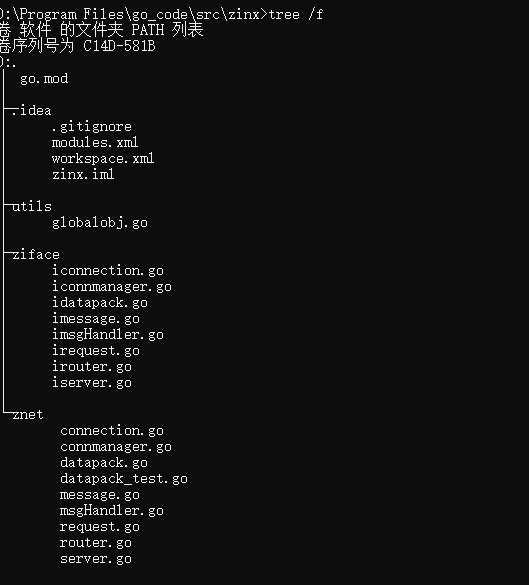 D:\Program Files\go_code\src\zinx>tree /f
卷 软件 的文件夹 PATH 列表
卷序列号为 C14D-581B
D:.
│  go.mod
│
├─.idea
│      .gitignore
│      modules.xml
│      workspace.xml
│      zinx.iml
│
├─utils
│      globalobj.go
│
├─ziface
│      iconnection.go
│      iconnmanager.go
│      idatapack.go
│      imessage.go
│      imsgHandler.go
│      irequest.go
│      irouter.go
│      iserver.go
│
└─znet
        connection.go
        connmanager.go
        datapack.go
        datapack_test.go
        message.go
        msgHandler.go
        request.go
        router.go
        server.go